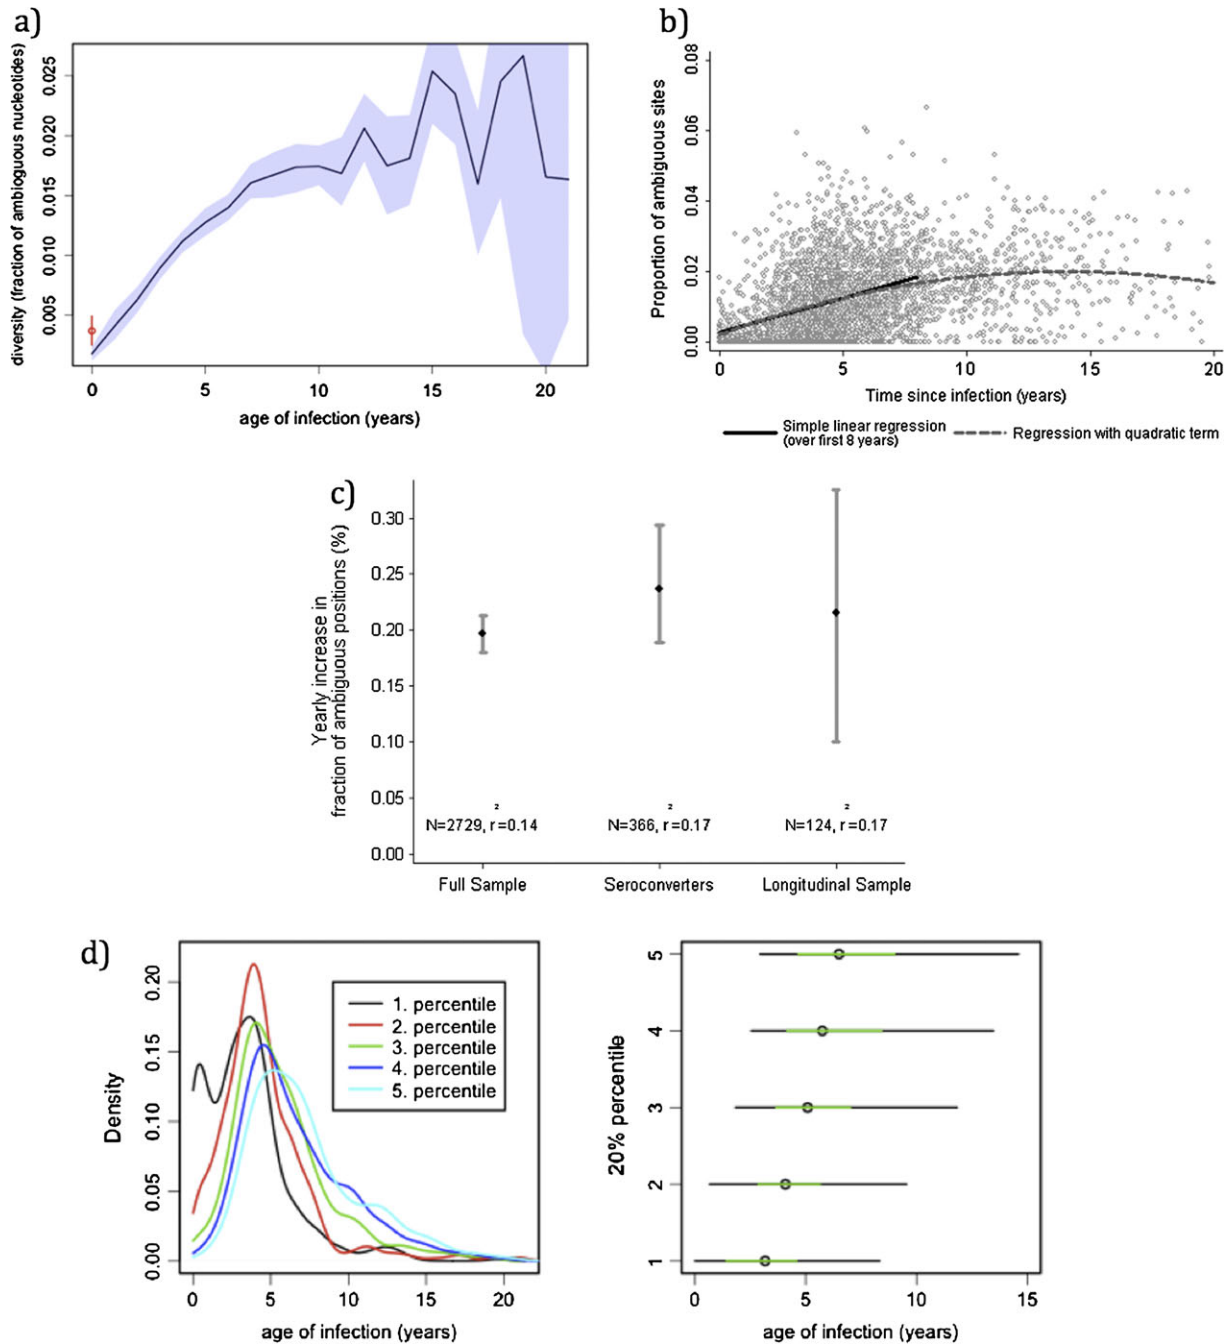 a)
diversity (fraction of ambioguous nucleotides)
0.005 0.010 0.015 0.020 0.025
0 5 10 15 20
age of infection (years)
b)
Proportion of ambiguous sites
0.00 0.02 0.04 0.06 0.08
0 5 10 15 20
Time since infection (years)
Simple linear regression
(over first 8 years)
Regression with quadratic term
c)
Yearly increase in
fraction of ambiguous positions (%)
0.30
0.25
0.20
0.15
0.10
0.05
0.00
N=2729, r²=0.14
N=366, r²=0.17
N=124, r²=0.17
Full Sample
Seroconverters
Longitudinal Sample
d)
Density
0.00 0.05 0.10 0.15 0.20
1. percentile
2. percentile
3. percentile
4. percentile
5. percentile
0 5 10 15 20
age of infection (years)
20% percentile
1 2 3 4 5
0 5 10 15
age of infection (years)